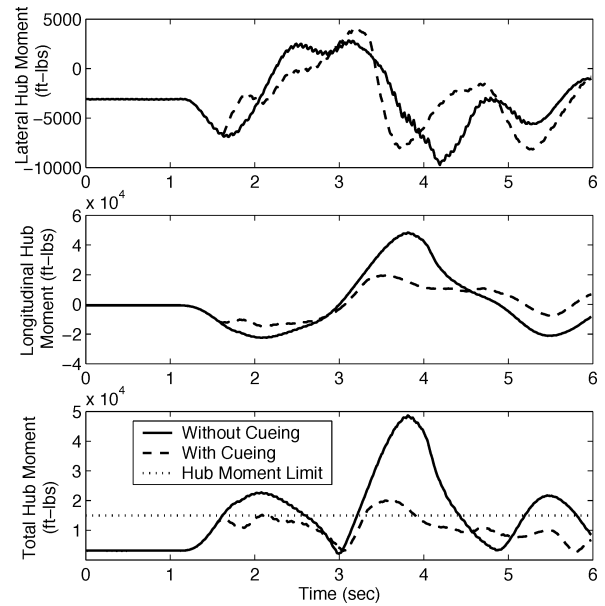 Lateral Hub Moment
(ft−lbs)
5000
0
−5000
−10000
0 1 2 3 4 5 6
x 10^4
Longitudinal Hub
Moment (ft−lbs)
6
4
2
0
−2
−4
0 1 2 3 4 5 6
x 10^4
Total Hub Moment
(ft−lbs)
5
4
3
2
1
Without Cueing
With Cueing
Hub Moment Limit
0 1 2 3 4 5 6
Time (sec)